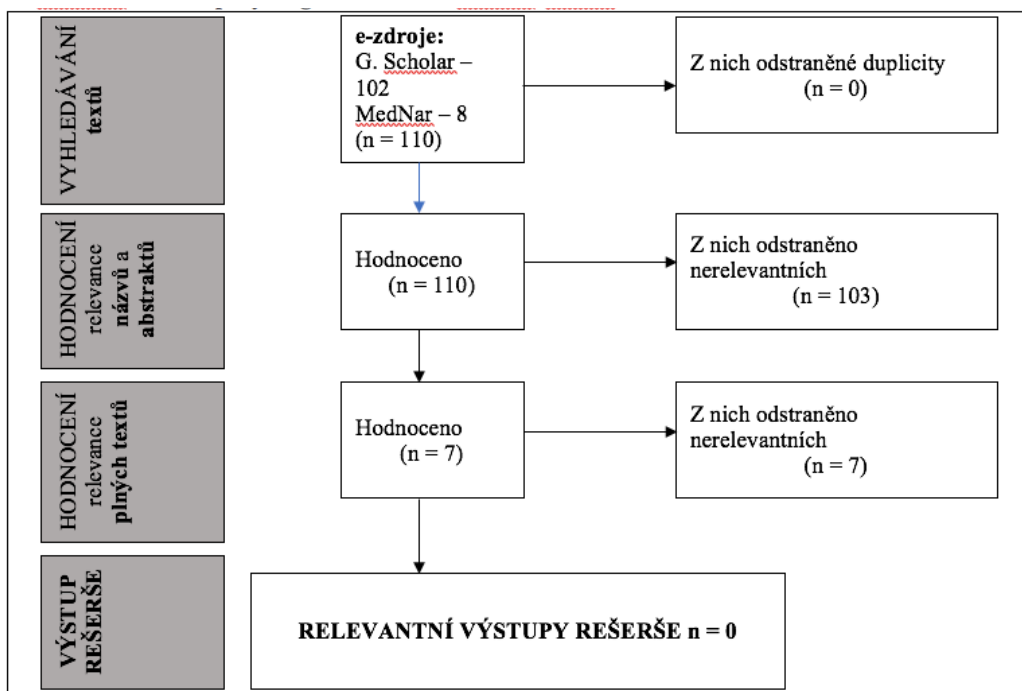 VYHLEDÁVÁNÍ
textů
e-zdroje:
G. Scholar –
102
MedNar – 8
(n = 110)
Z nich odstraněné duplicity
(n = 0)
HODNOCENÍ
relevance
názvů a
abstraktů
Hodnoceno
(n = 110)
Z nich odstraněno
nerelevantních
(n = 103)
HODNOCENÍ
relevance
plných textů
Hodnoceno
(n = 7)
Z nich odstraněno
nerelevantních
(n = 7)
VÝSTUP
REŠERŠE
RELEVANTNÍ VÝSTUPY REŠERŠE n = 0